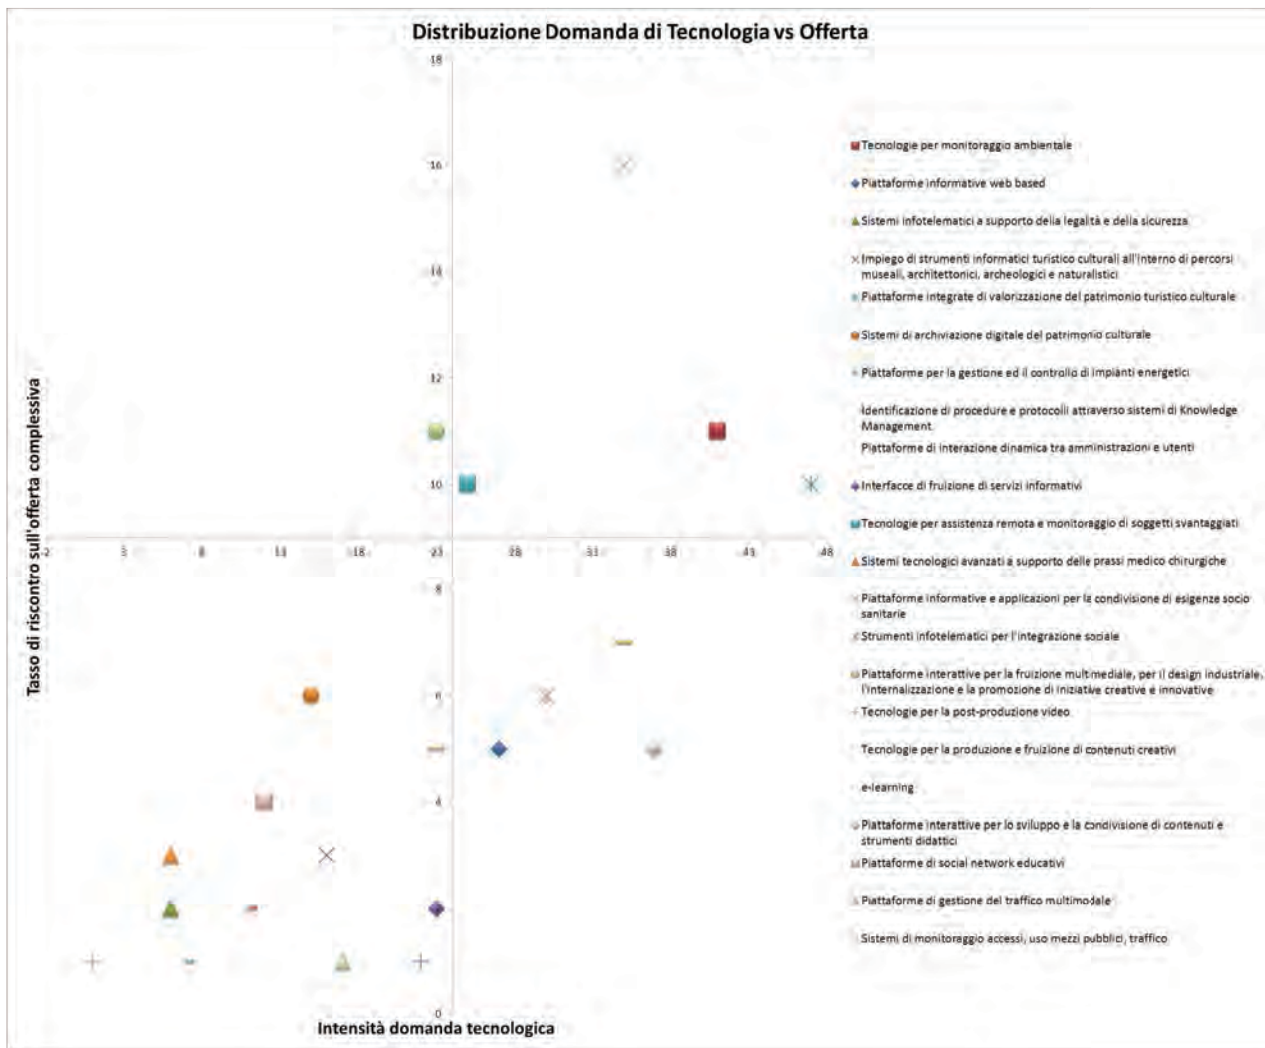 Distribuzione Domanda di Tecnologia vs Offerta
18
16
14
12
10
8
6
4
0
-2
3
8
13
18
23
28
31
38
43
48
Tasso di riscontro sull'offerta complessiva
Intensità domanda tecnologica
Tecnologie per monitoraggio ambientale
Piattaforme informative web based
Sistemi infotelematici a supporto della legalità e della sicurezza
Impiego di strumenti informatici turistico culturali all'interno di percorsi
museali, architettonici, archeologici e naturalistici
Piattaforme integrate di valorizzazione del patrimonio turistico culturale
Sistemi di archiviazione digitale del patrimonio culturale
Piattaforme per la gestione ed il controllo di impianti energetici
Identificazione di procedure e protocolli attraverso sistemi di Knowledge
Management
Piattaforme di interazione dinamica tra amministrazioni e utenti
Interfacce di fruizione di servizi informativi
Tecnologie per assistenza remota e monitoraggio di soggetti svantaggiati
Sistemi tecnologici avanzati a supporto delle prassi medico chirurgiche
Piattaforme informative e applicazioni per la condivisione di esigenze socio
sanitarie
Strumenti infotelematici per l'integrazione sociale
Piattaforme interattive per la fruizione multimediale, per il design industriale,
l'internalizzazione e la promozione di iniziative creative e innovative
Tecnologie per la post-produzione video
Tecnologie per la produzione e fruizione di contenuti creativi
e-learning
Piattaforme interattive per lo sviluppo e la condivisione di contenuti e
strumenti didattici
Piattaforme di social network educativi
Piattaforme di gestione del traffico multimodale
Sistemi di monitoraggio accessi, uso mezzi pubblici, traffico